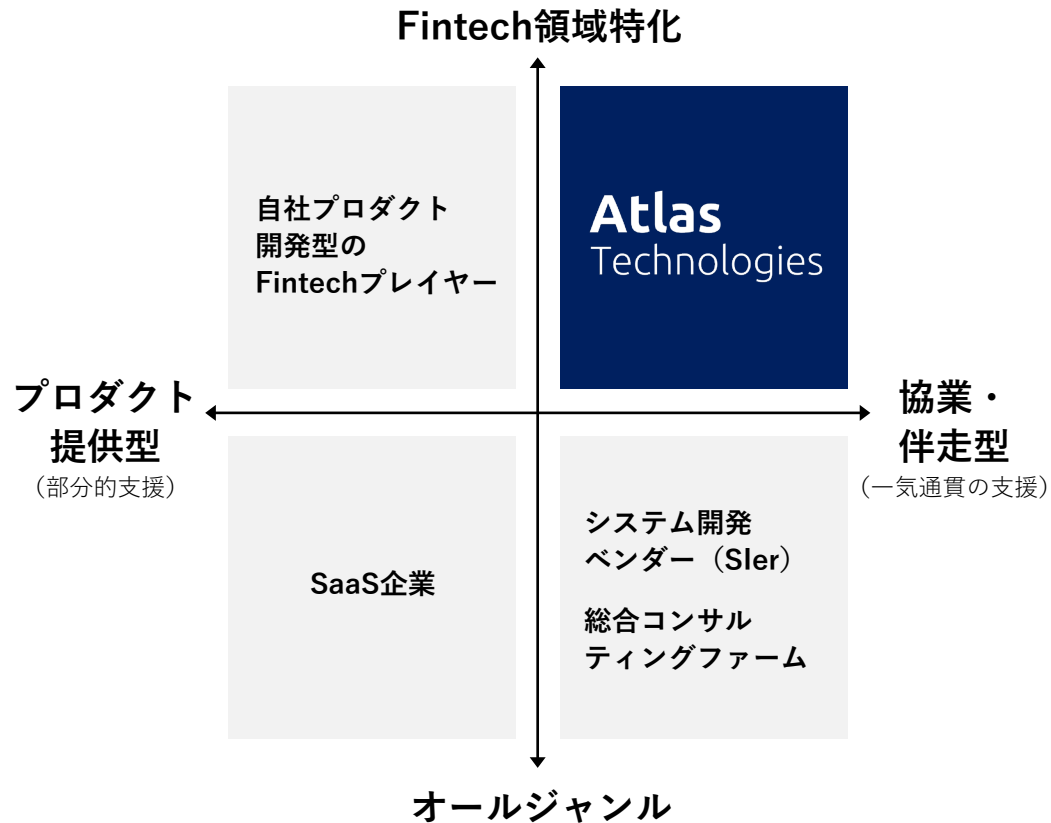 Fintech領域特化
自社プロダクト
開発型の
Fintechプレイヤー
Atlas
Technologies
プロダクト
提供型
（部分的支援）
協業・
伴走型
（一気通貫の支援）
SaaS企業
システム開発
ベンダー（SIer）
総合コンサル
ティングファーム
オールジャンル